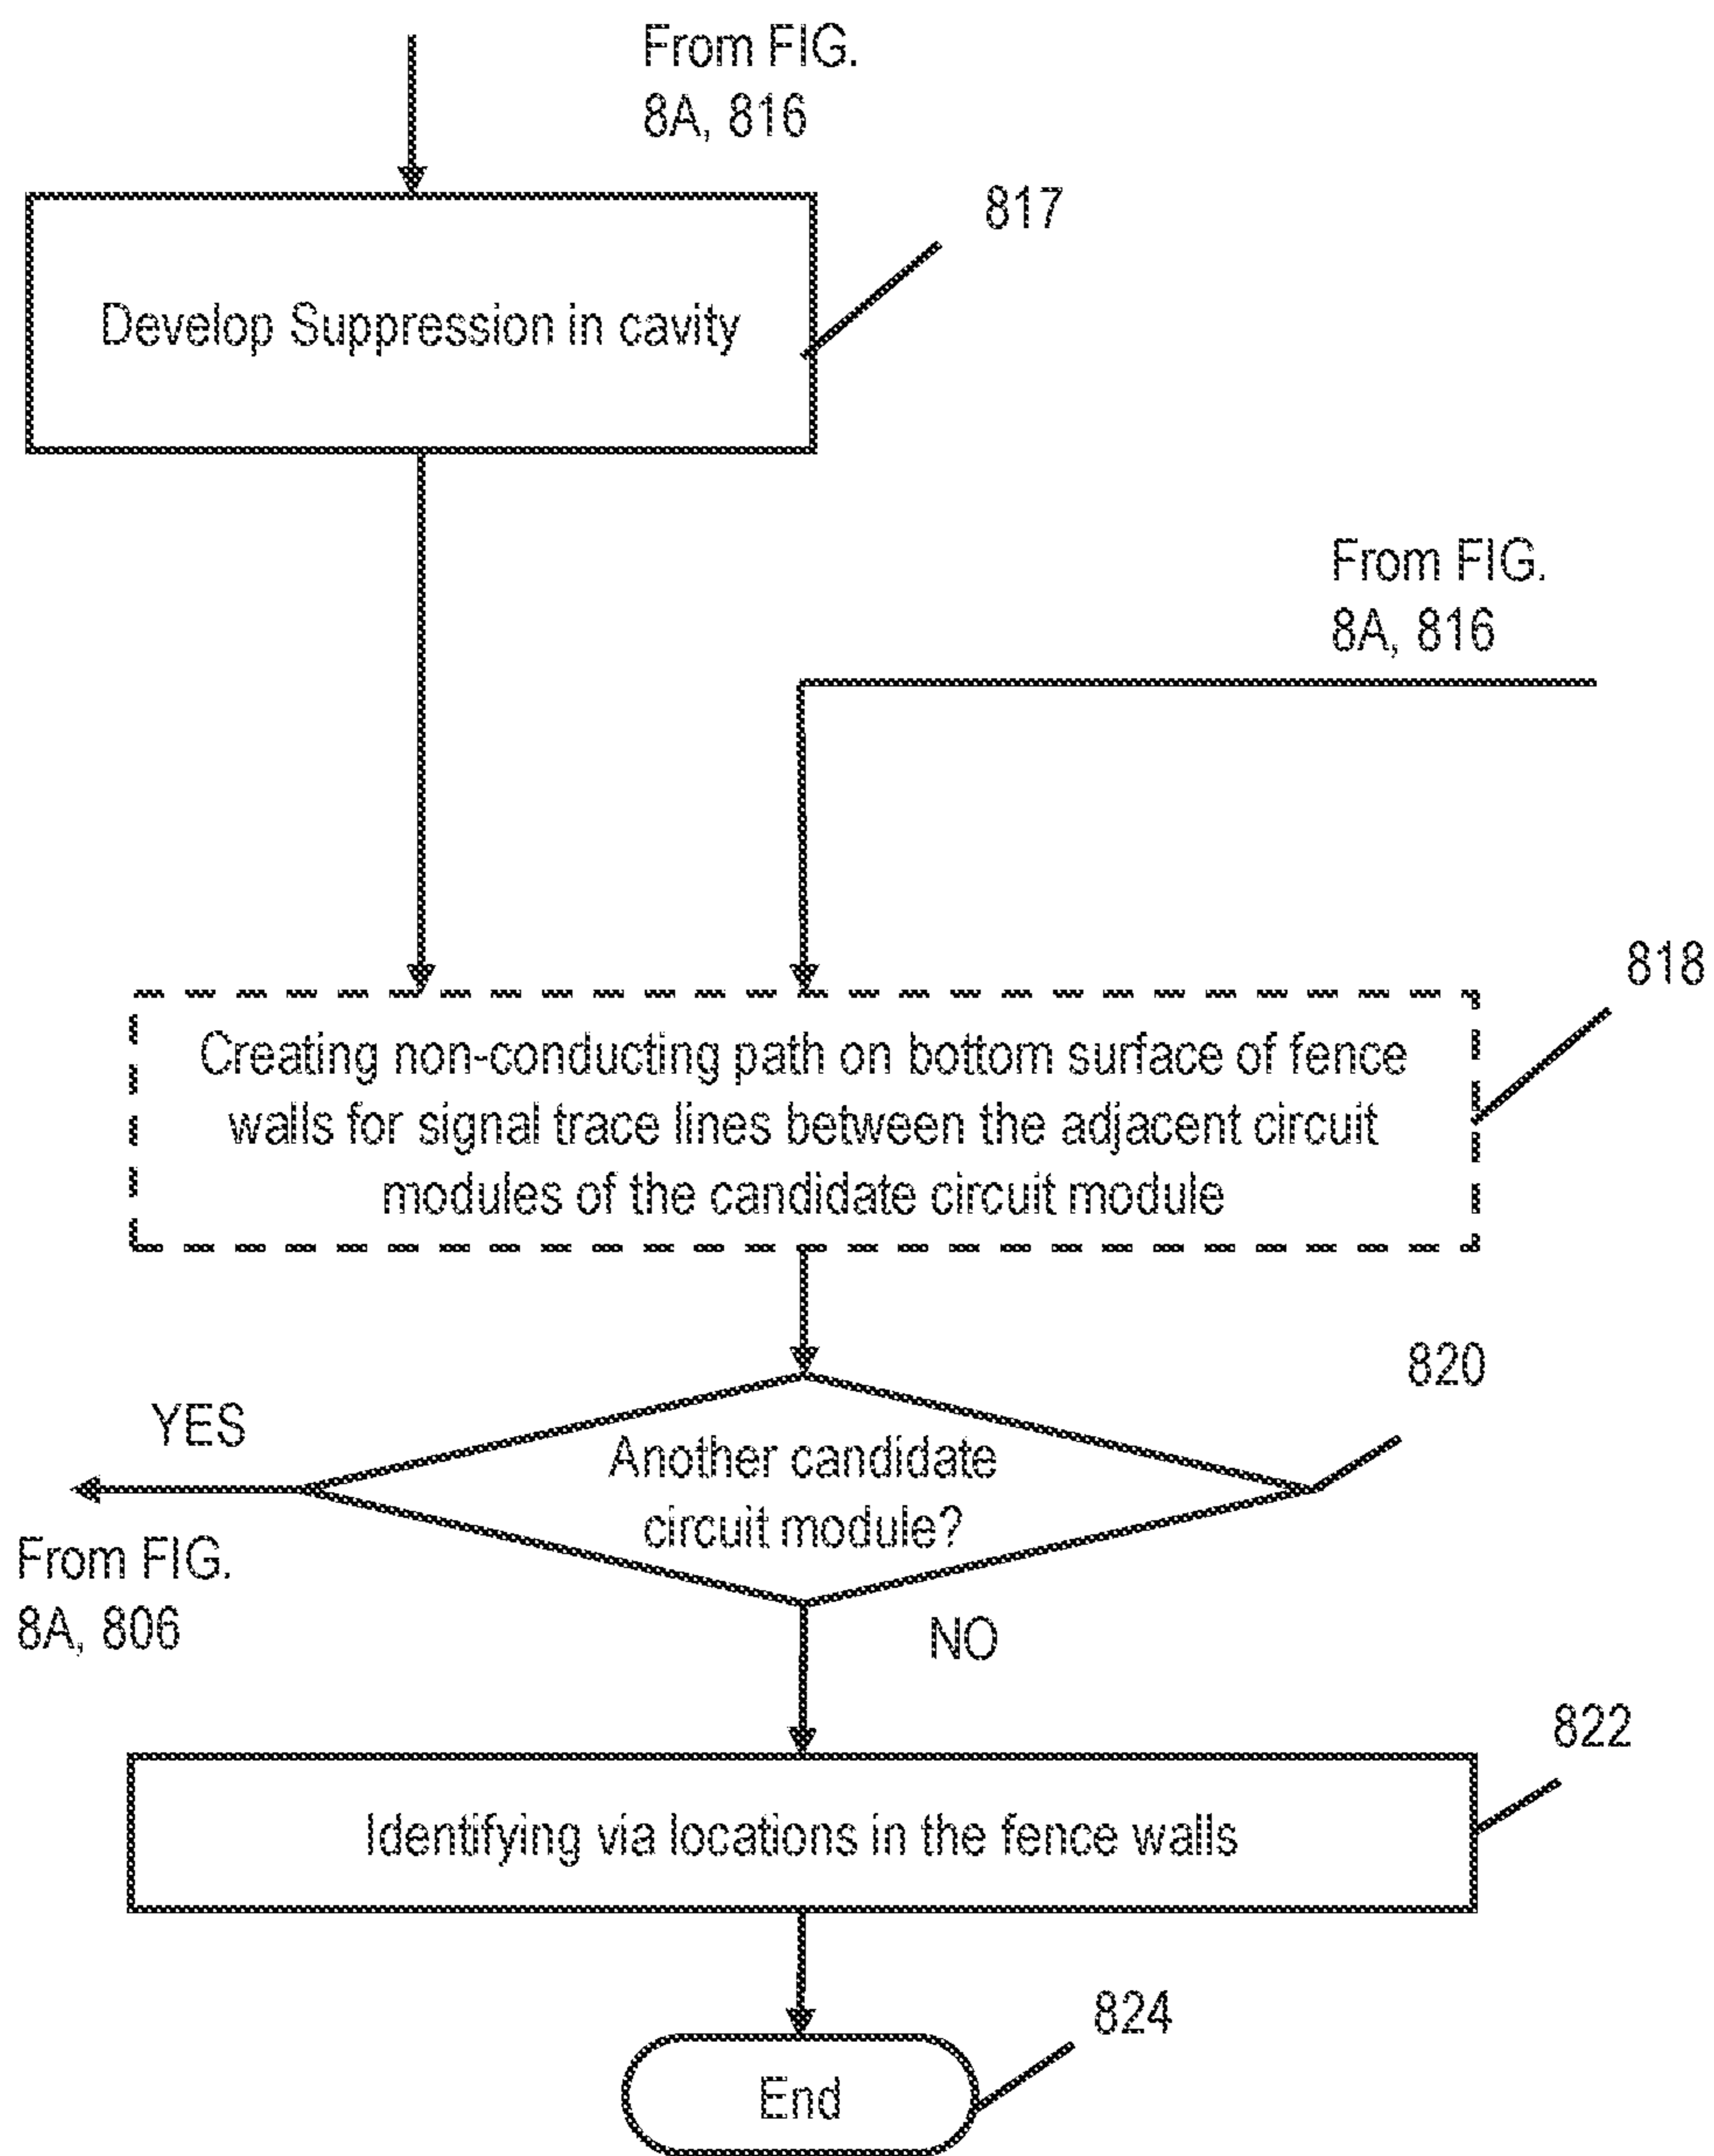 From FIG.
8A, 816
817
Develop Suppression in cavity
From FIG.
8A, 816
818
Creating non-conducting path on bottom surface of fence
walls for signal trace lines between the adjacent circuit
modules of the candidate circuit module
820
YES
Another candidate
circuit module?
From FIG.
8A, 806
NO
822
Identifying via locations in the fence walls
824
End